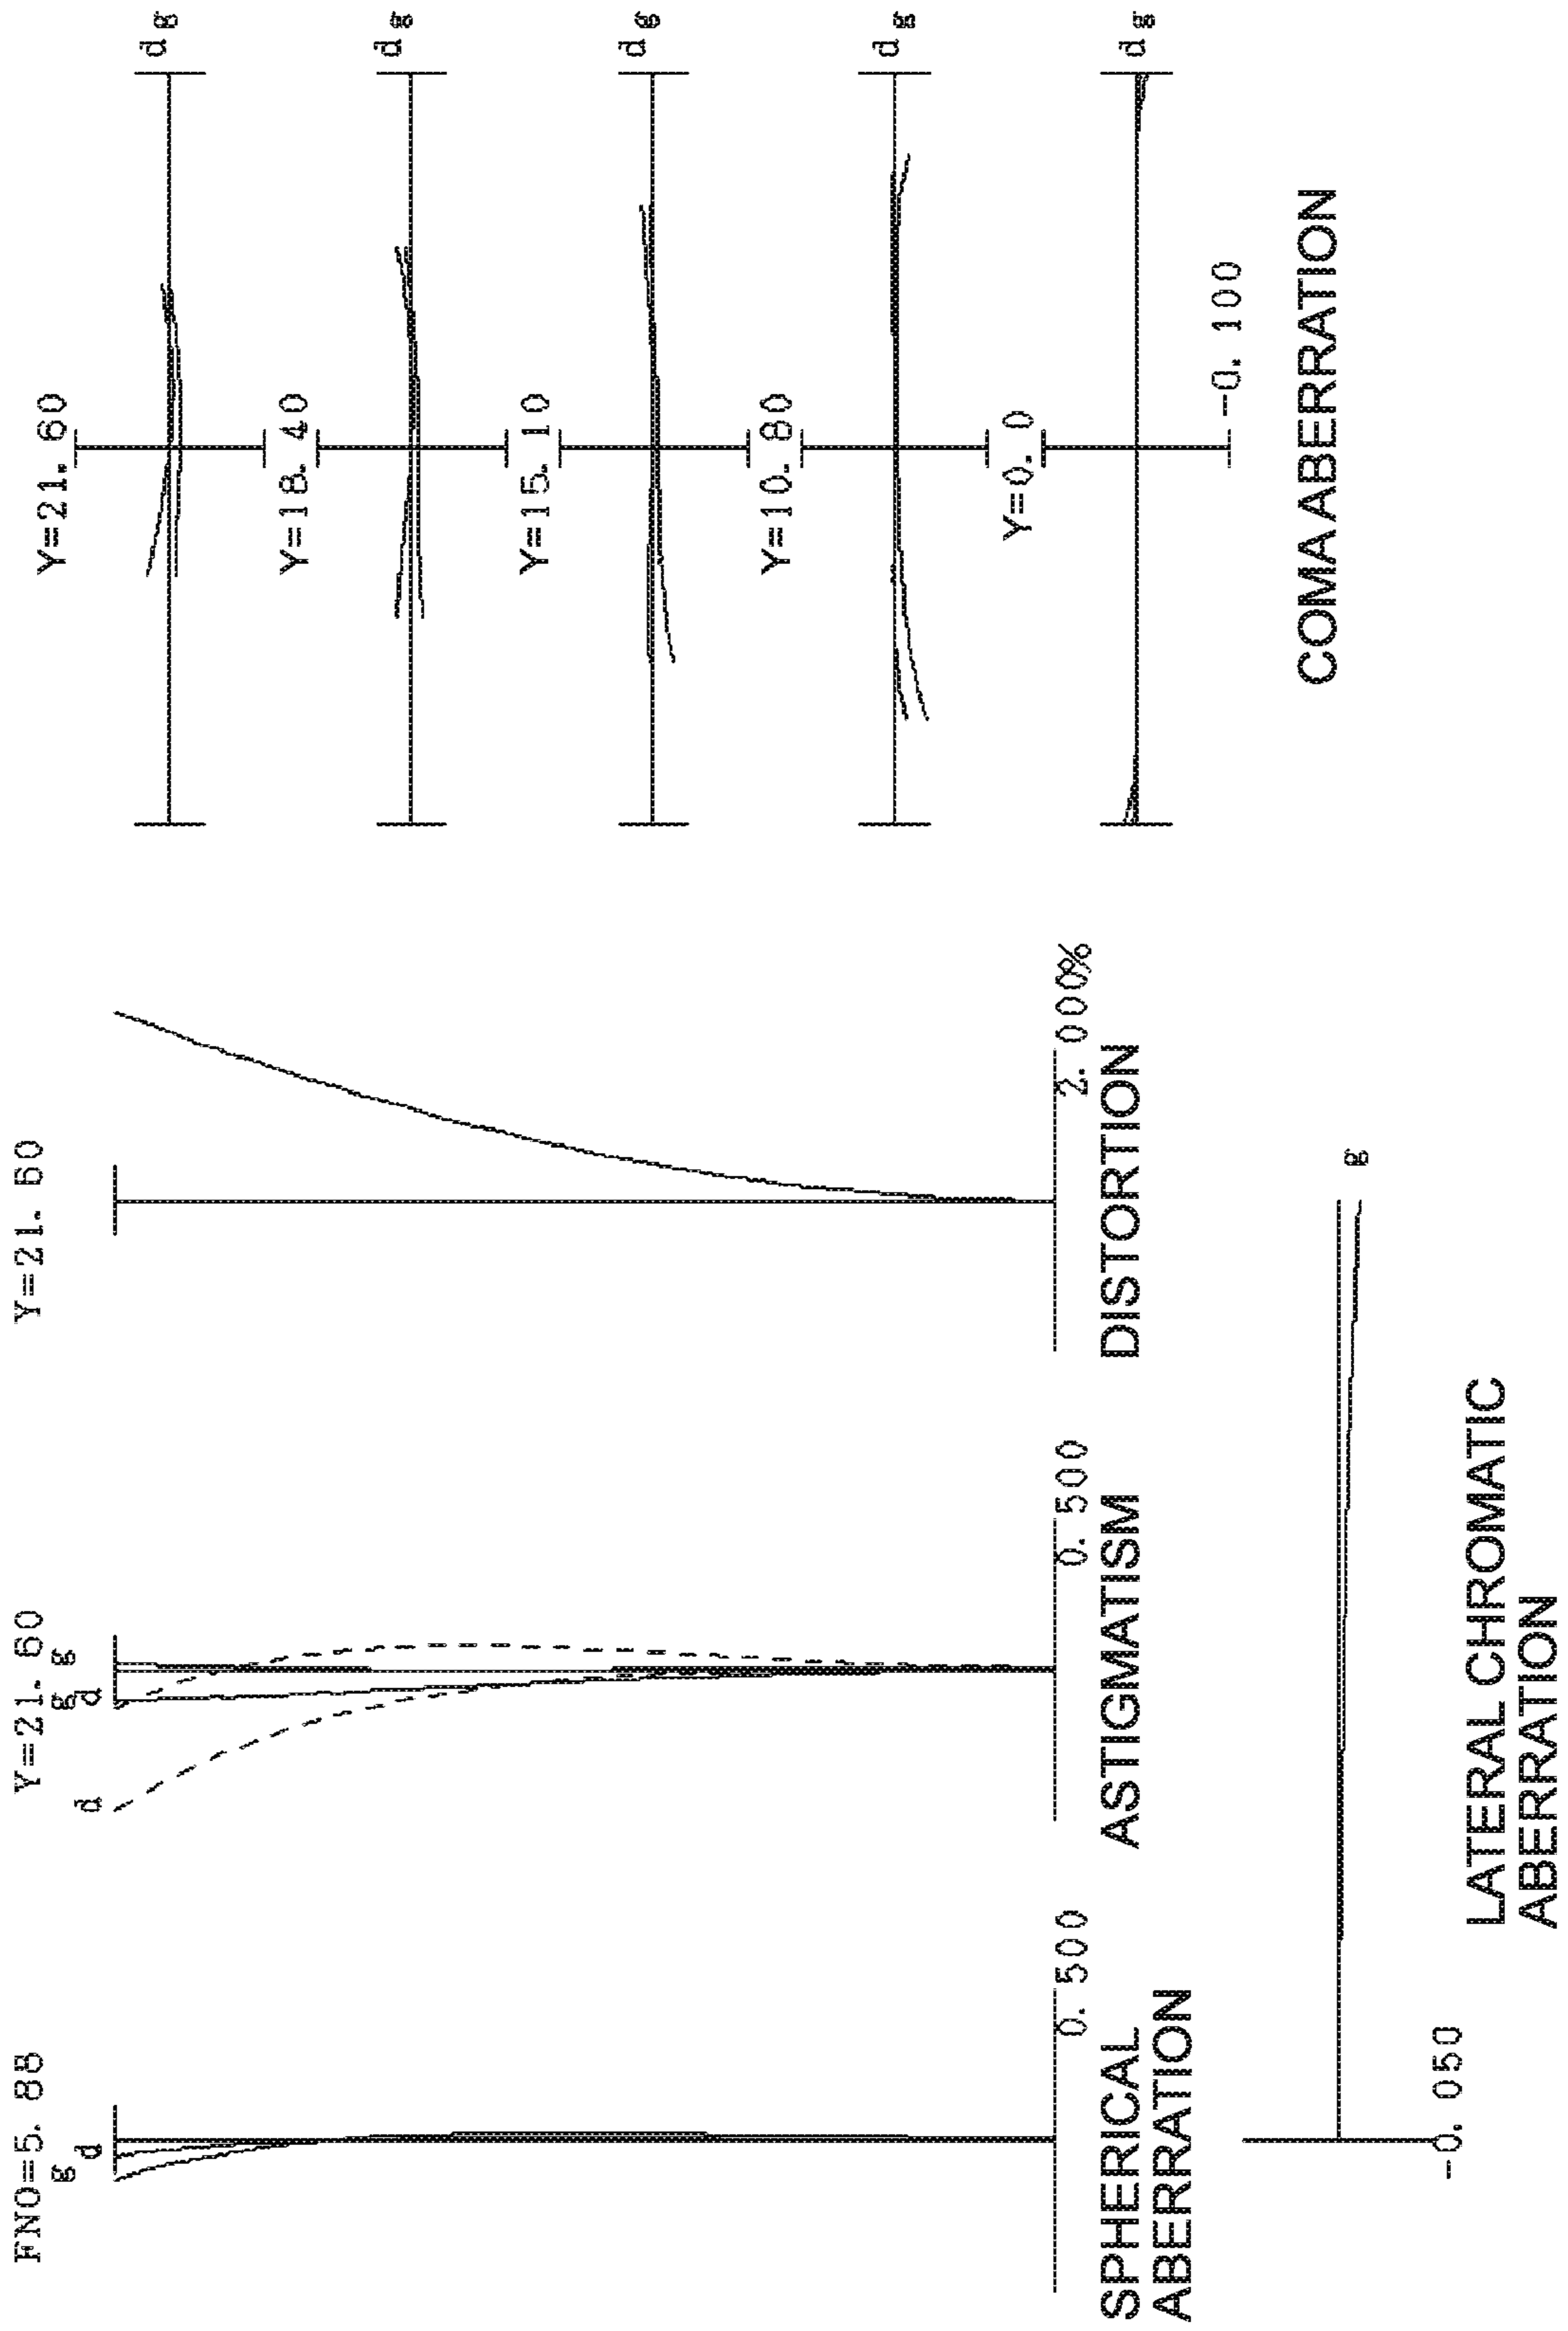 FNO=5. 88
g d
0. 500
SPHERICAL
ABERRATION
Y=21. 60
d g d g
0. 500
ASTIGMATISM
Y=21. 60
2. 000%
DISTORTION
Y=21. 60
d g
Y=18. 40
d g
Y=15. 10
d g
Y=10. 80
d g
Y=0. 0
d g
-0. 100
COMA ABERRATION
g
-0. 050
LATERAL CHROMATIC
ABERRATION